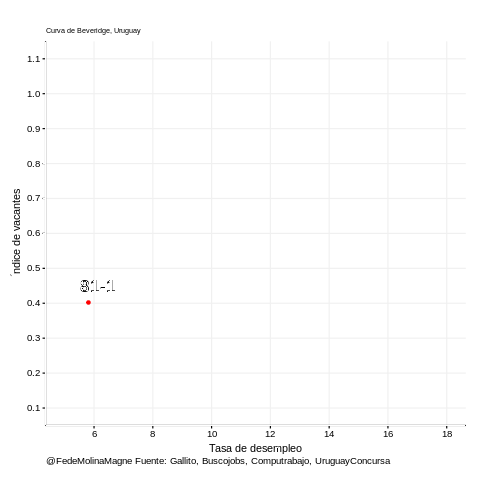 Curva de Beveridge, Uruguay
1.1
1.0
0.9
0.8
0.7
0.6
0.5
0.4
0.3
0.2
0.1
Índice de vacantes
81-1
6 8 10 12 14 16 18
Tasa de desempleo
@FedeMolinaMagne Fuente: Gallito, Buscojobs, Computrabajo, UruguayConcursa